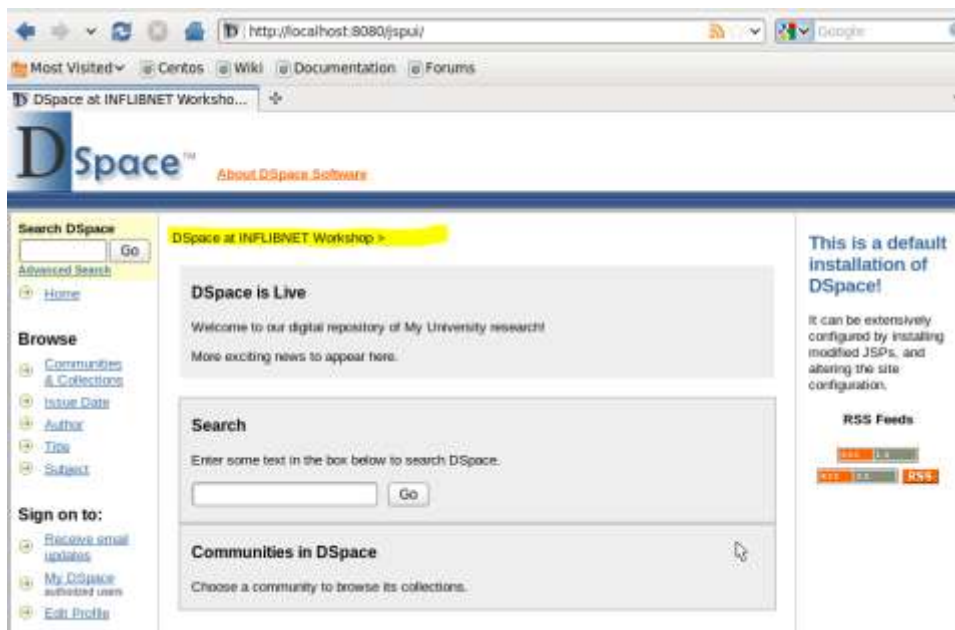 http://localhost:8080/jspui/
Google
Most Visited Centos Wiki Documentation Forums
DSpace at INFLIBNET Worksho...
DSpace™
About DSpace Software
Search DSpace
Go
Advanced Search
Home
Browse
Communities
& Collections
Issue Date
Author
Title
Subject
Sign on to:
Receive email
updates
My DSpace
authorized users
Edit Profile
DSpace at INFLIBNET Workshop >
DSpace is Live
Welcome to our digital repository of My University research!
More exciting news to appear here.
Search
Enter some text in the box below to search DSpace.
Go
Communities in DSpace
Choose a community to browse its collections.
This is a default
installation of
DSpace!
It can be extensively
configured by installing
modified JSPs, and
altering the site
configuration.
RSS Feeds
RSS